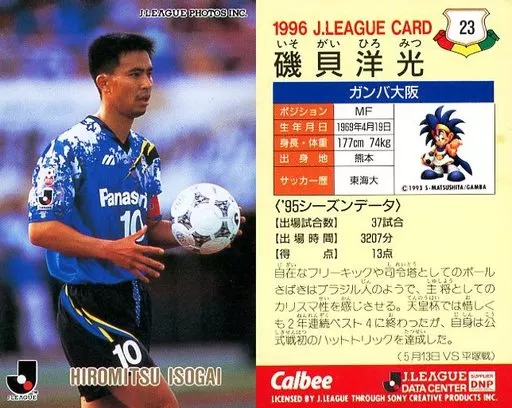 J.LEAGUE PHOTOS INC.
Panasonic
10
10
J.LEAGUE
HIROMITSU ISOGAI
1996 J.LEAGUE CARD
23
いそ がい ひろ みつ
磯貝洋光
ガンバ大阪
ポジション MF
生年月日 1969年4月19日
身長・体重 177cm 74kg
出身地 熊本
サッカー歴 東海大
©1993 S・MATSUSHITA/GAMBA
〈'95シーズンデータ〉
【出場試合数】 37試合
【出場時間】 3207分
【得点】 13点
自在なフリーキックや司令塔としてのボール
さばきはブラジル人のようで、主将として
のカリスマ性を感じさせる。天皇杯では惜しく
も2年連続ベスト4に終わったが、自身は公
式戦初のハットトリックを達成した。
(5月13日VS平塚戦)
Calbee
J.LEAGUE
DATA CENTER
SUPPLIER
DNP
LICENSED BY J.LEAGUE THROUGH SONY CREATIVE PRODUCTS INC.